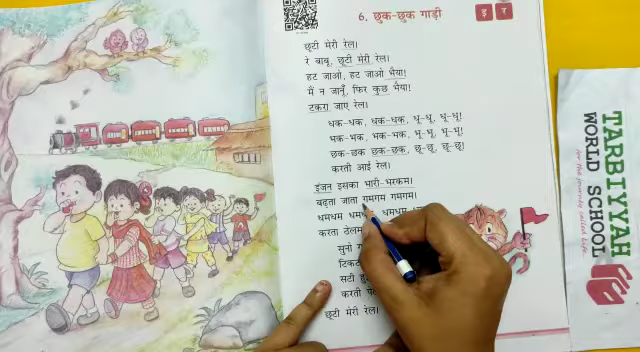 6. छुक-छुक गाड़ी
इ र
छूटी मेरी रेल।
रे बाबू, छूटी मेरी रेल।
हट जाओ, हट जाओ भैया!
मैं न जानूँ, फिर कुछ भैया!
टकरा जाए रेल।
धक-धक, धक-धक, धू-धू, धू-धू!
भक-भक, भक-भक, भू-भू, भू-भू!
छक-छक छक-छक, छू-छू, छू-छू!
करती आई रेल।
इंजन इसका भारी-भरकम।
बढ़ता जाता गमगम गमगम।
धमधम धमधम
करता
सुनो
टिकट
करती
छूटी मेरी रेल।
TARBIYYAH
WORLD SCHOOL